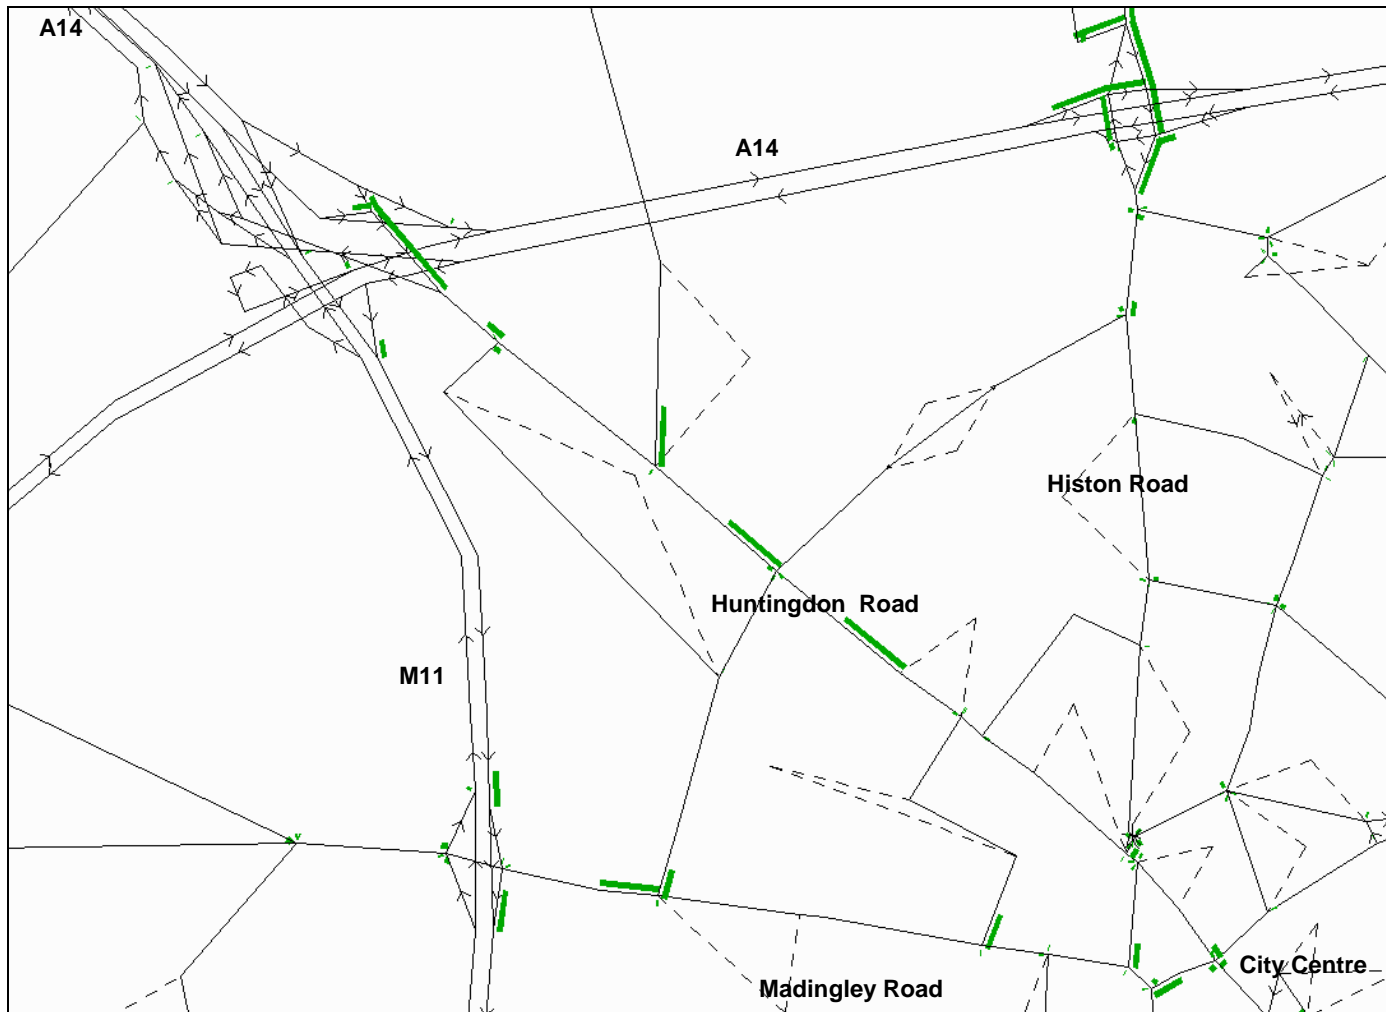 A14
A14
Histon Road
Huntingdon Road
M11
City Centre
Madingley Road